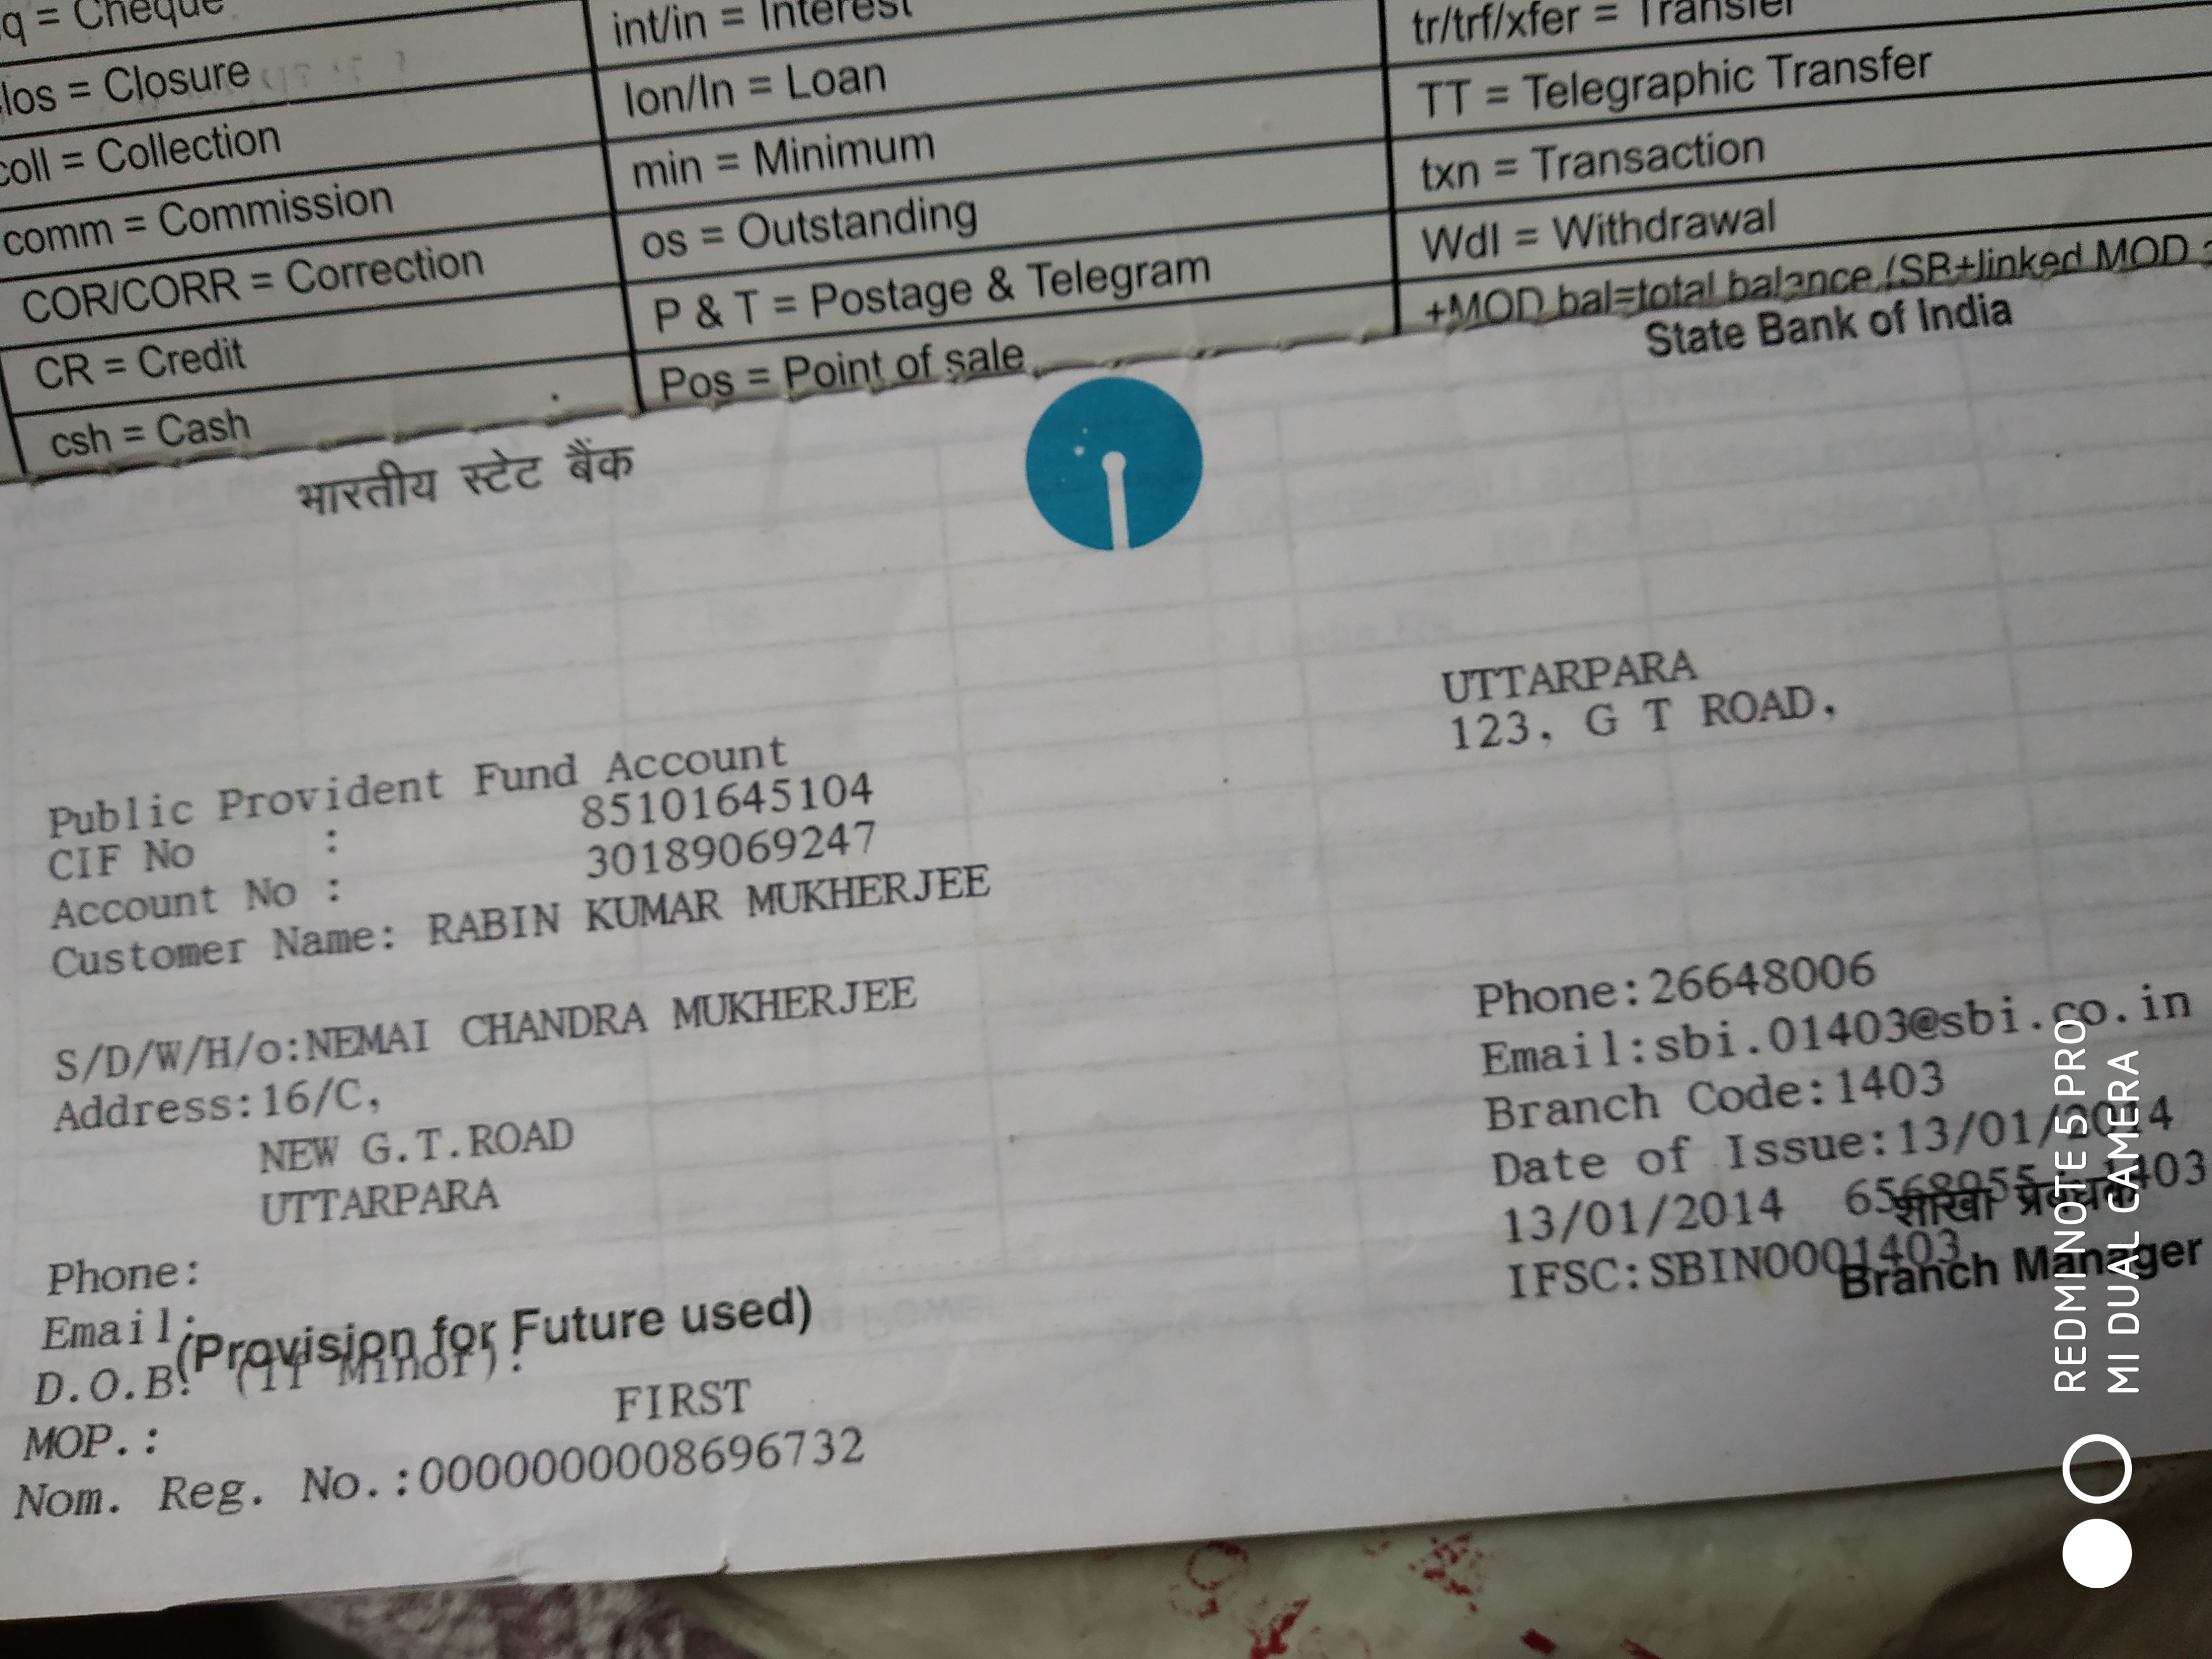 q = Cheque
los = Closure
coll = Collection
comm = Commission
COR/CORR = Correction
CR = Credit
csh = Cash
int/in = Interest
lon/ln = Loan
min = Minimum
os = Outstanding
P & T = Postage & Telegram
Pos = Point of sale
tr/trf/xfer = Transfer
TT = Telegraphic Transfer
txn = Transaction
Wdl = Withdrawal
+MOD bal=total balance (SB+linked MOD
भारतीय स्टेट बैंक
State Bank of India
UTTARPARA
123, G T ROAD,
Public Provident Fund Account
CIF No : 85101645104
Account No : 30189069247
Customer Name: RABIN KUMAR MUKHERJEE
S/D/W/H/o:NEMAI CHANDRA MUKHERJEE
Address:16/C,
NEW G.T.ROAD
UTTARPARA
Phone:
Email:
(Provision for Future used)
D.O.B. (If Minor):
MOP.: FIRST
Nom. Reg. No.:0000000008696732
Phone:26648006
Email:sbi.01403@sbi.co.in
Branch Code:1403
Date of Issue:13/01/2014
13/01/2014
IFSC:SBIN0001403
शाखा प्रबंधक
Branch Manager
REDMI NOTE 5 PRO
MI DUAL CAMERA